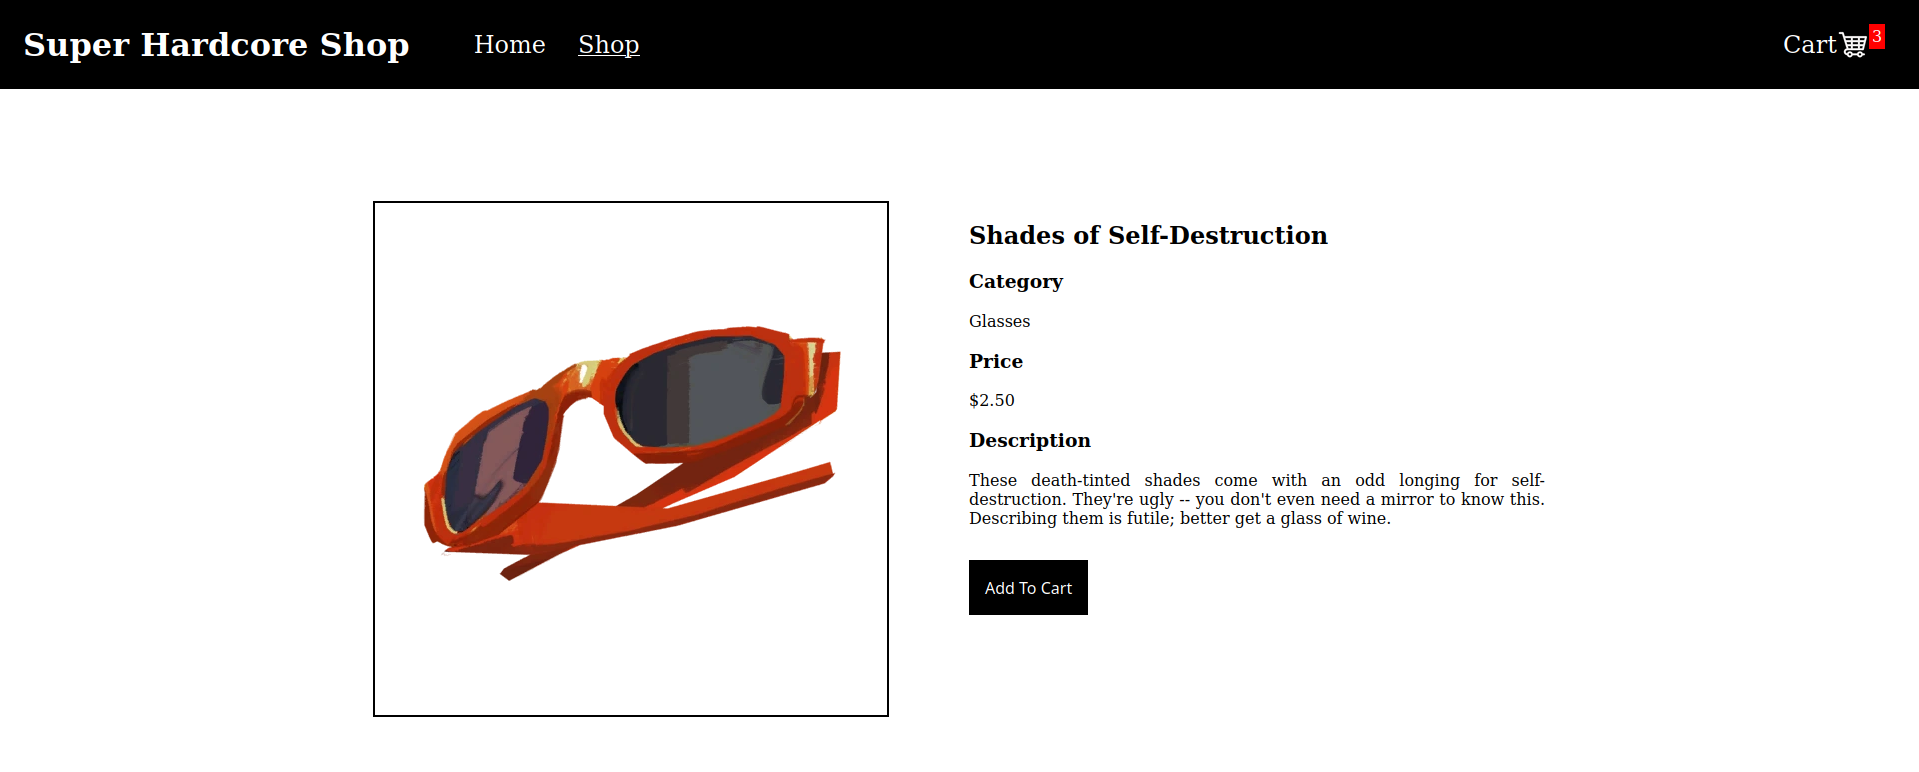 Super Hardcore Shop Home Shop Cart 3
Shades of Self-Destruction
Category
Glasses
Price
$2.50
Description
These death-tinted shades come with an odd longing for self-
destruction. They're ugly -- you don't even need a mirror to know this.
Describing them is futile; better get a glass of wine.
Add To Cart